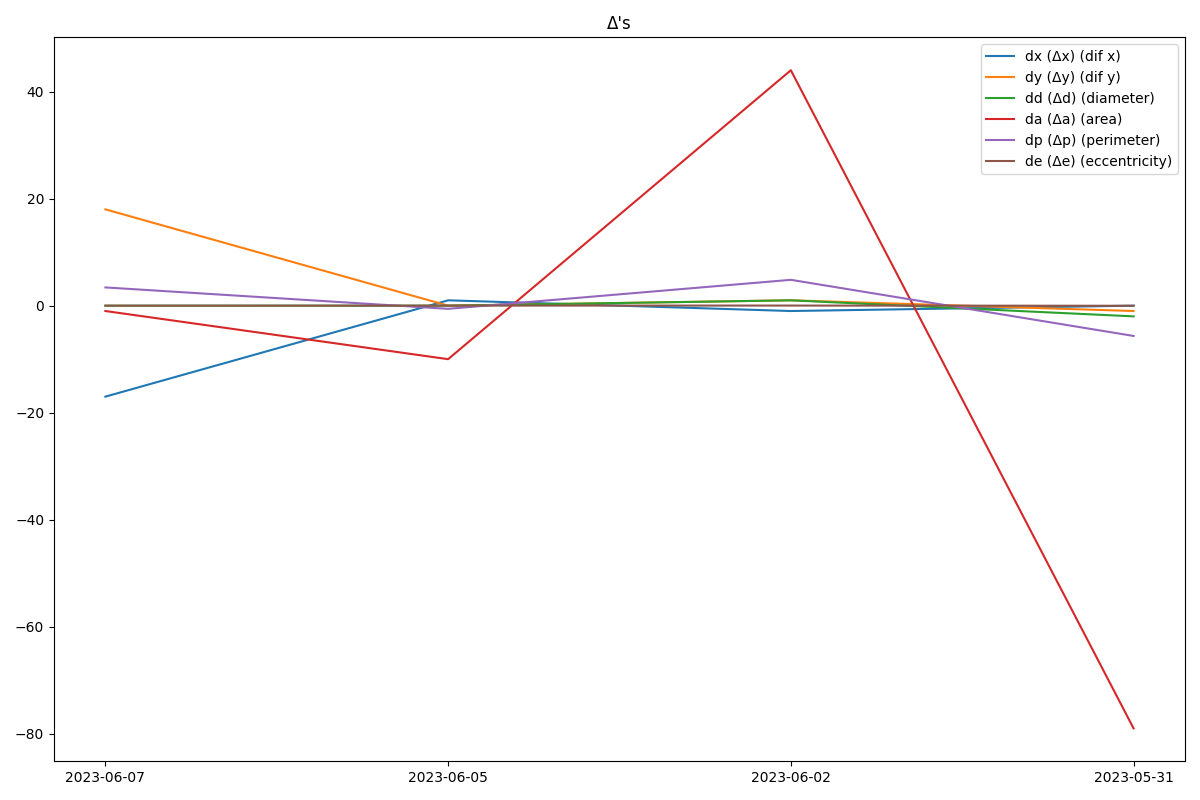 Δ's
dx (Δx) (dif x)
dy (Δy) (dif y)
dd (Δd) (diameter)
da (Δa) (area)
dp (Δp) (perimeter)
de (Δe) (eccentricity)
40
20
0
−20
−40
−60
−80
2023-06-07 2023-06-05 2023-06-02 2023-05-31